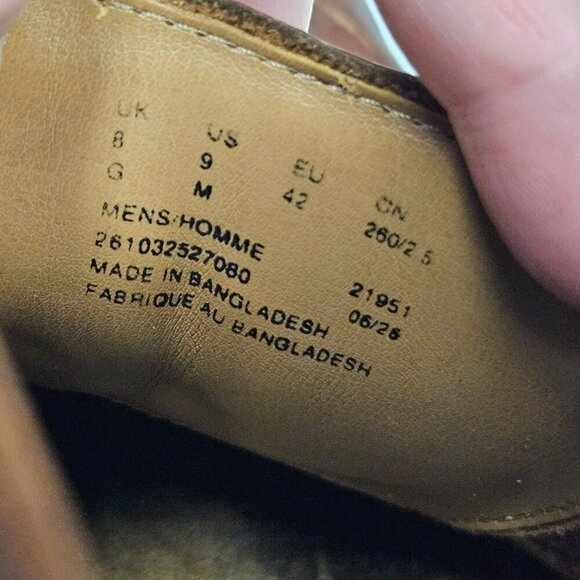 UK US EU CN
8 9 42 260/2.5
G M
MENS/HOMME
261032527080 21951
MADE IN BANGLADESH 06/25
FABRIQUE AU BANGLADESH